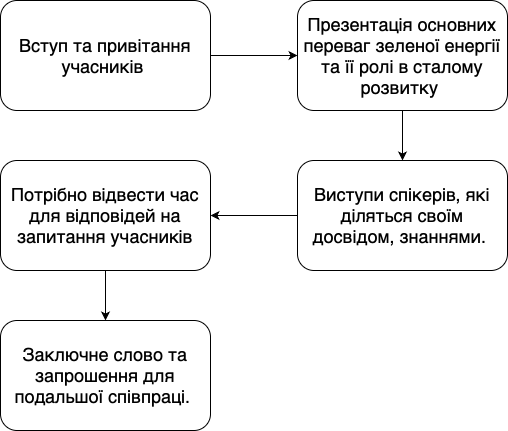 Вступ та привітання
учасників
Презентація основних
переваг зеленої енергії
та її ролі в сталого
розвитку
Виступи спікерів, які
діляться своїм
досвідом, знаннями.
Потрібно відвести час
для відповідей на
запитання учасників
Заключне слово та
запрошення для
подальшої співпраці.